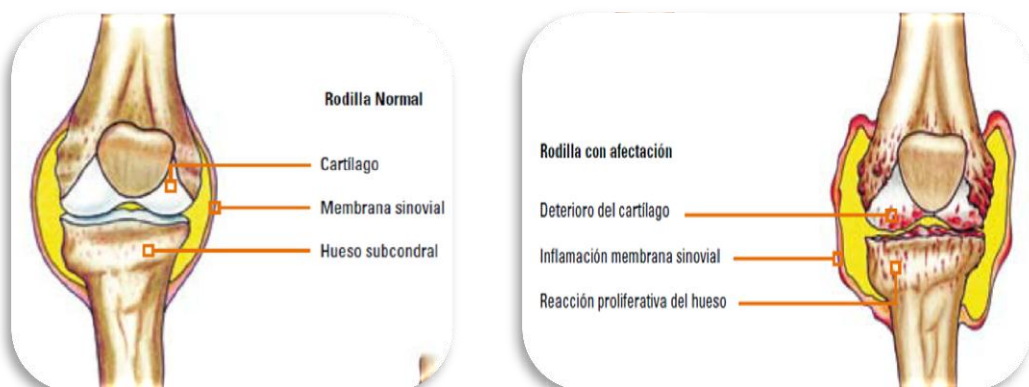 Rodilla Normal
Cartílago
Membrana sinovial
Hueso subcondral
Rodilla con afectación
Deterioro del cartílago
Inflamación membrana sinovial
Reacción proliferativa del hueso